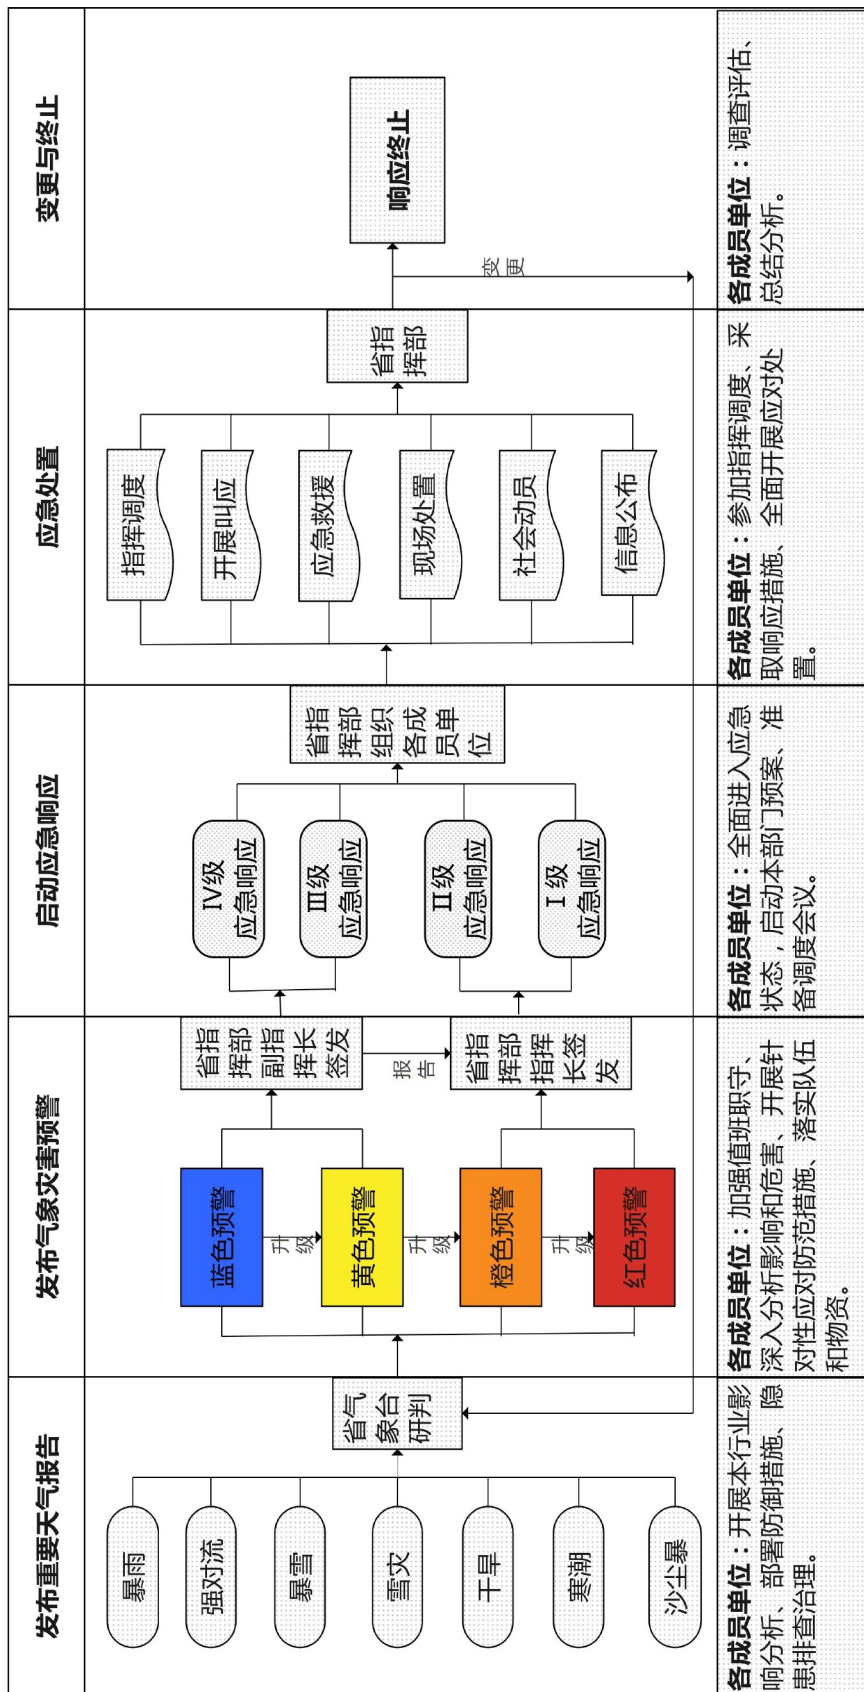 发布重要天气报告
暴雨
强对流
暴雪
雪灾
干旱
寒潮
沙尘暴
省气
象台
研判
各成员单位：开展本行业影
响分析、部署防御措施、隐
患排查治理。
发布气象灾害预警
蓝色预警
升级
黄色预警
升级
橙色预警
升级
红色预警
省指
挥部
副指
挥长
签发
报告
省指
挥部
指挥
长签
发
各成员单位：加强值班职守、
深入分析影响和危害、开展针
对性应对防范措施、落实队伍
和物资。
启动应急响应
Ⅳ级
应急响应
Ⅲ级
应急响应
Ⅱ级
应急响应
Ⅰ级
应急响应
省指
挥部
组织
各成
员单
位
各成员单位：全面进入应急
状态，启动本部门预案、准
备调度会议。
应急处置
指挥调度
开展叫应
应急救援
现场处置
社会动员
信息公布
省指
挥部
各成员单位：参加指挥调度、采
取响应措施、全面开展应对处
置。
变更与终止
响应终止
变更
各成员单位：调查评估、
总结分析。